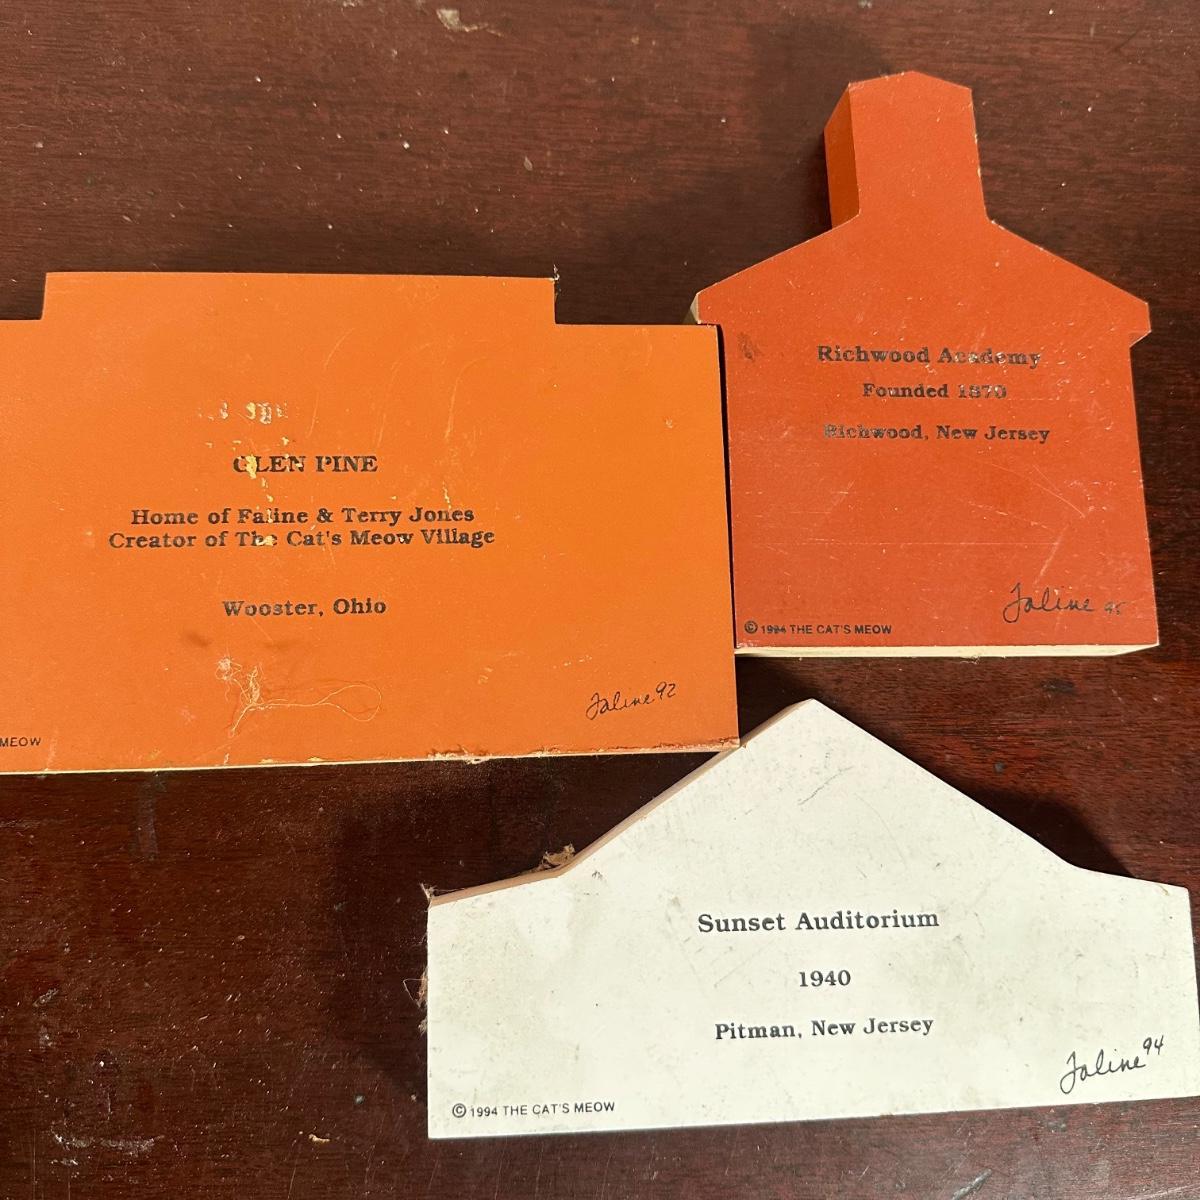 GLEN PINE
Home of Faline & Terry Jones
Creator of The Cat's Meow Village
Wooster, Ohio
Faline 92
MEOW
Richwood Academy
Founded 1870
Richwood, New Jersey
Faline 95
© 1994 THE CAT'S MEOW
Sunset Auditorium
1940
Pitman, New Jersey
Faline 94
© 1994 THE CAT'S MEOW